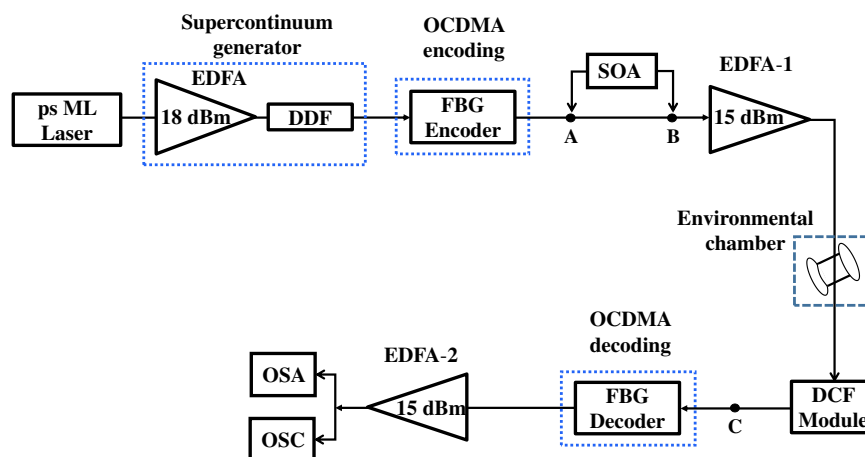 Supercontinuum
generator
OCDMA
encoding
EDFA
SOA
EDFA-1
ps ML
Laser
18 dBm
DDF
FBG
Encoder
A
B
15 dBm
Environmental
chamber
OCDMA
decoding
EDFA-2
OSA
OSC
15 dBm
FBG
Decoder
C
DCF
Module